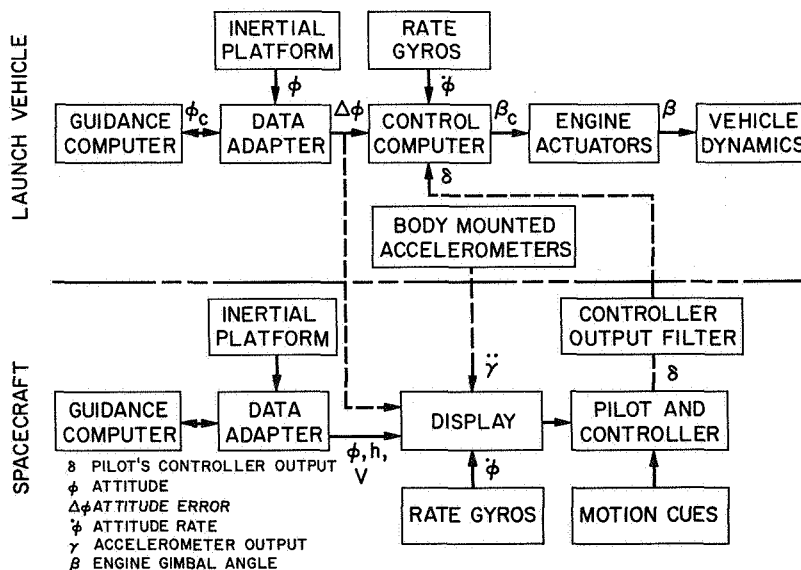 LAUNCH VEHICLE
INERTIAL
PLATFORM
RATE
GYROS
ϕ
ϕ̇
GUIDANCE
COMPUTER
ϕc
DATA
ADAPTER
Δϕ
CONTROL
COMPUTER
βc
ENGINE
ACTUATORS
β
VEHICLE
DYNAMICS
δ
BODY MOUNTED
ACCELEROMETERS
SPACECRAFT
INERTIAL
PLATFORM
CONTROLLER
OUTPUT FILTER
γ̈
δ
GUIDANCE
COMPUTER
DATA
ADAPTER
ϕ, h,
V
DISPLAY
PILOT AND
CONTROLLER
ϕ̇
RATE GYROS
MOTION CUES
δ PILOT'S CONTROLLER OUTPUT
ϕ ATTITUDE
Δϕ ATTITUDE ERROR
ϕ̇ ATTITUDE RATE
γ ACCELEROMETER OUTPUT
β ENGINE GIMBAL ANGLE